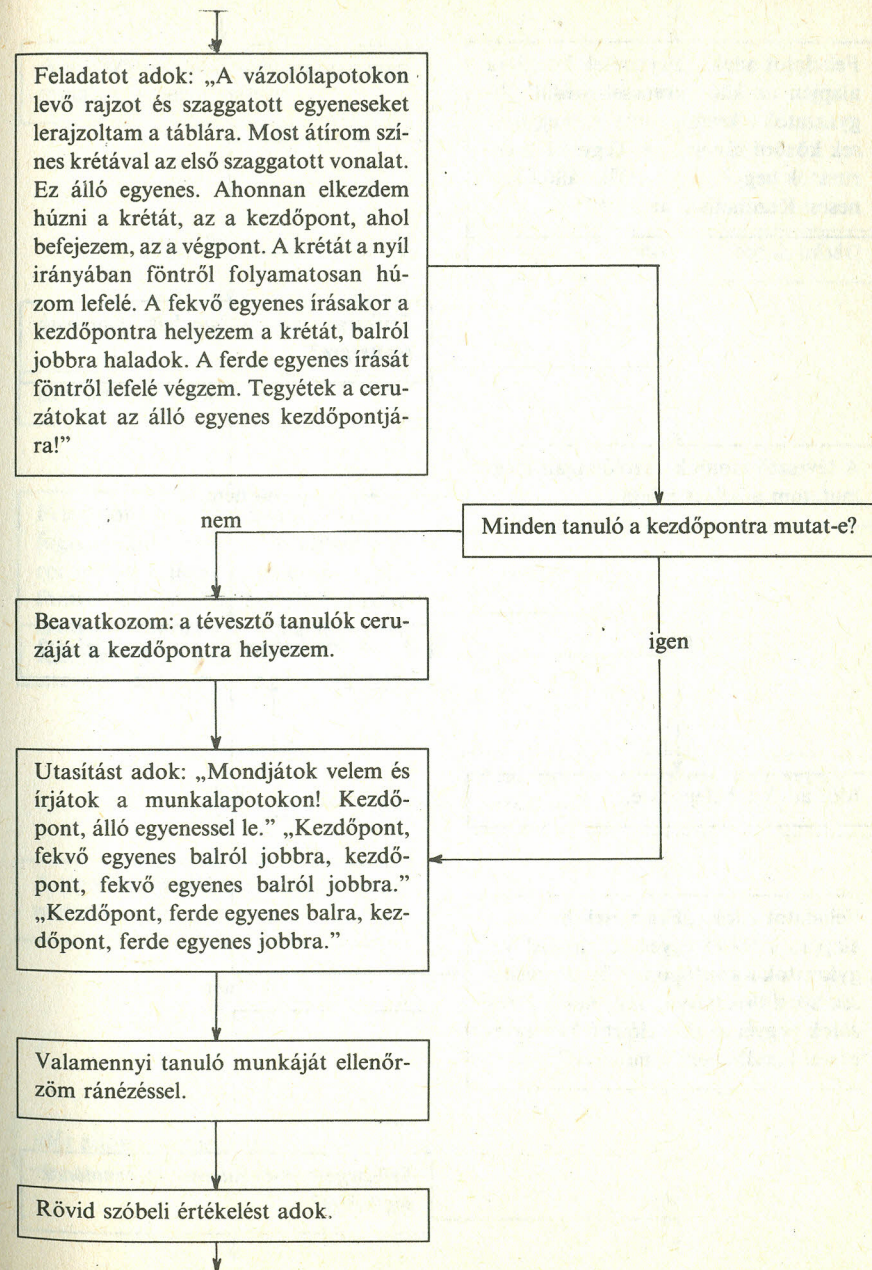 Feladatot adok: „A vázolólapotokon
levő rajzot és szaggatott egyeneseket
lerajzoltam a táblára. Most átírom szí-
nes krétával az első szaggatott vonalat.
Ez álló egyenes. Ahonnan elkezdem
húzni a krétát, az a kezdőpont, ahol
befejezem, az a végpont. A krétát a nyíl
irányában föntről folyamatosan hú-
zom lefelé. A fekvő egyenes írásakor a
kezdőpontra helyezem a krétát, balról
jobbra haladok. A ferde egyenes írását
föntről lefelé végzem. Tegyétek a ceru-
zátokat az álló egyenes kezdőpontjá-
ra!”
Minden tanuló a kezdőpontra mutat-e?
nem
Beavatkozom: a tévesztő tanulók ceru-
záját a kezdőpontra helyezem.
igen
Utasítást adok: „Mondjátok velem és
írjátok a munkalapotokon! Kezdő-
pont, álló egyenessel le.” „Kezdőpont,
fekvő egyenes balról jobbra, kezdő-
pont, fekvő egyenes balról jobbra.”
„Kezdőpont, ferde egyenes balra, kez-
dőpont, ferde egyenes jobbra.”
Valamennyi tanuló munkáját ellenőr-
zöm ránézéssel.
Rövid szóbeli értékelést adok.